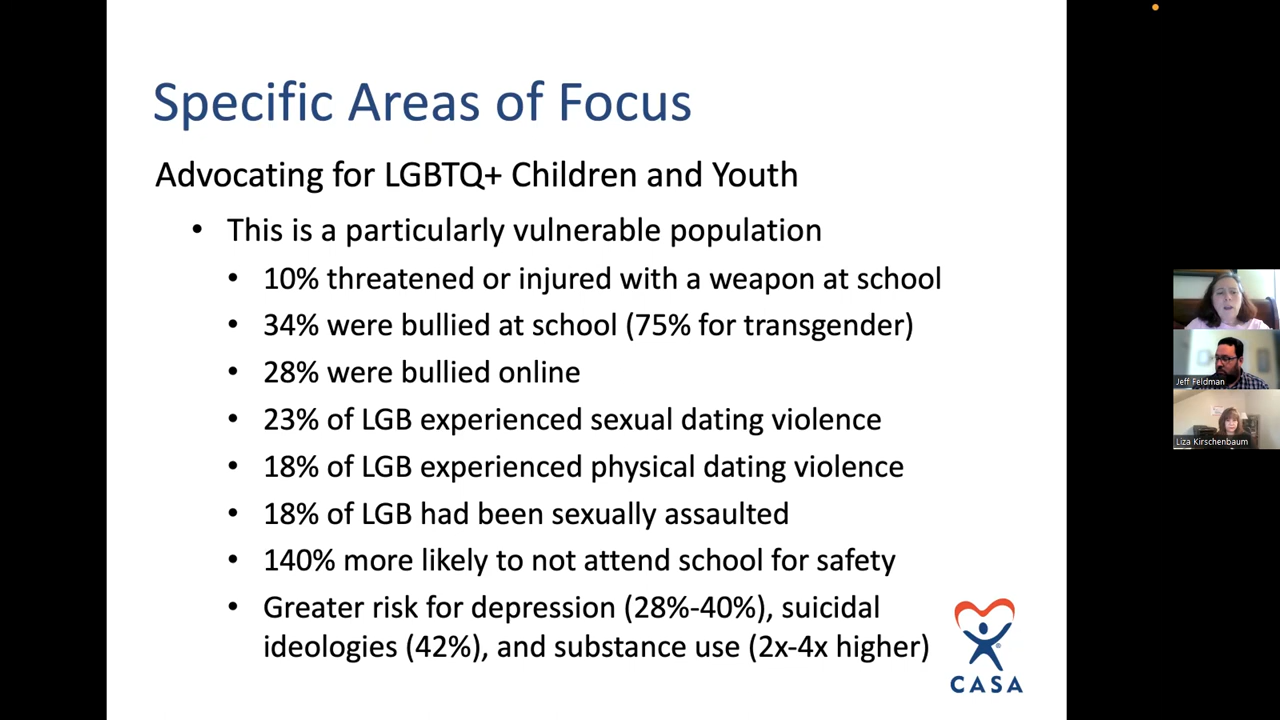 Specific Areas of Focus
Advocating for LGBTQ+ Children and Youth
• This is a particularly vulnerable population
• 10% threatened or injured with a weapon at school
• 34% were bullied at school (75% for transgender)
• 28% were bullied online
• 23% of LGB experienced sexual dating violence
• 18% of LGB experienced physical dating violence
• 18% of LGB had been sexually assaulted
• 140% more likely to not attend school for safety
• Greater risk for depression (28%-40%), suicidal
ideologies (42%), and substance use (2x-4x higher)
CASA
Jeff Feldman
Liza Kirschenbaum